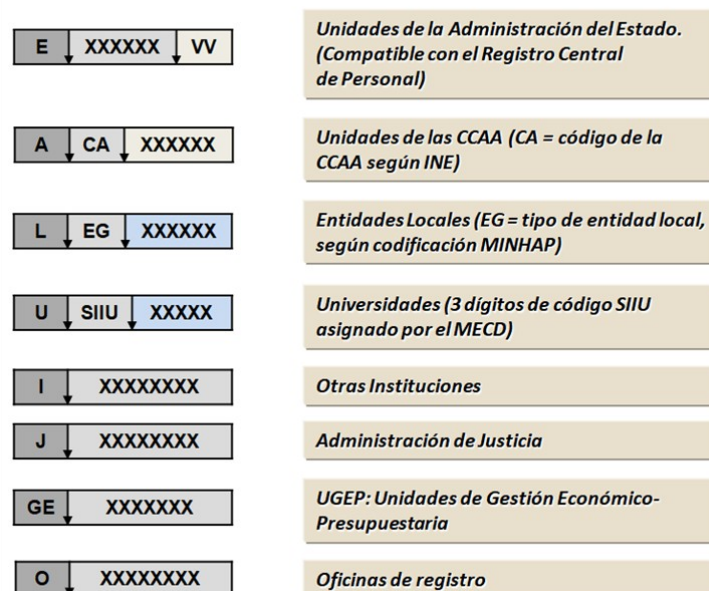 E XXXXXX VV
Unidades de la Administración del Estado.
(Compatible con el Registro Central
de Personal)
A CA XXXXXX
Unidades de las CCAA (CA = código de la
CCAA según INE)
L EG XXXXXX
Entidades Locales (EG = tipo de entidad local,
según codificación MINHAP)
U SIIU XXXXX
Universidades (3 dígitos de código SIIU
asignado por el MECD)
I XXXXXXXX
Otras Instituciones
J XXXXXXXX
Administración de Justicia
GE XXXXXXX
UGEP: Unidades de Gestión Económico-
Presupuestaria
O XXXXXXXX
Oficinas de registro